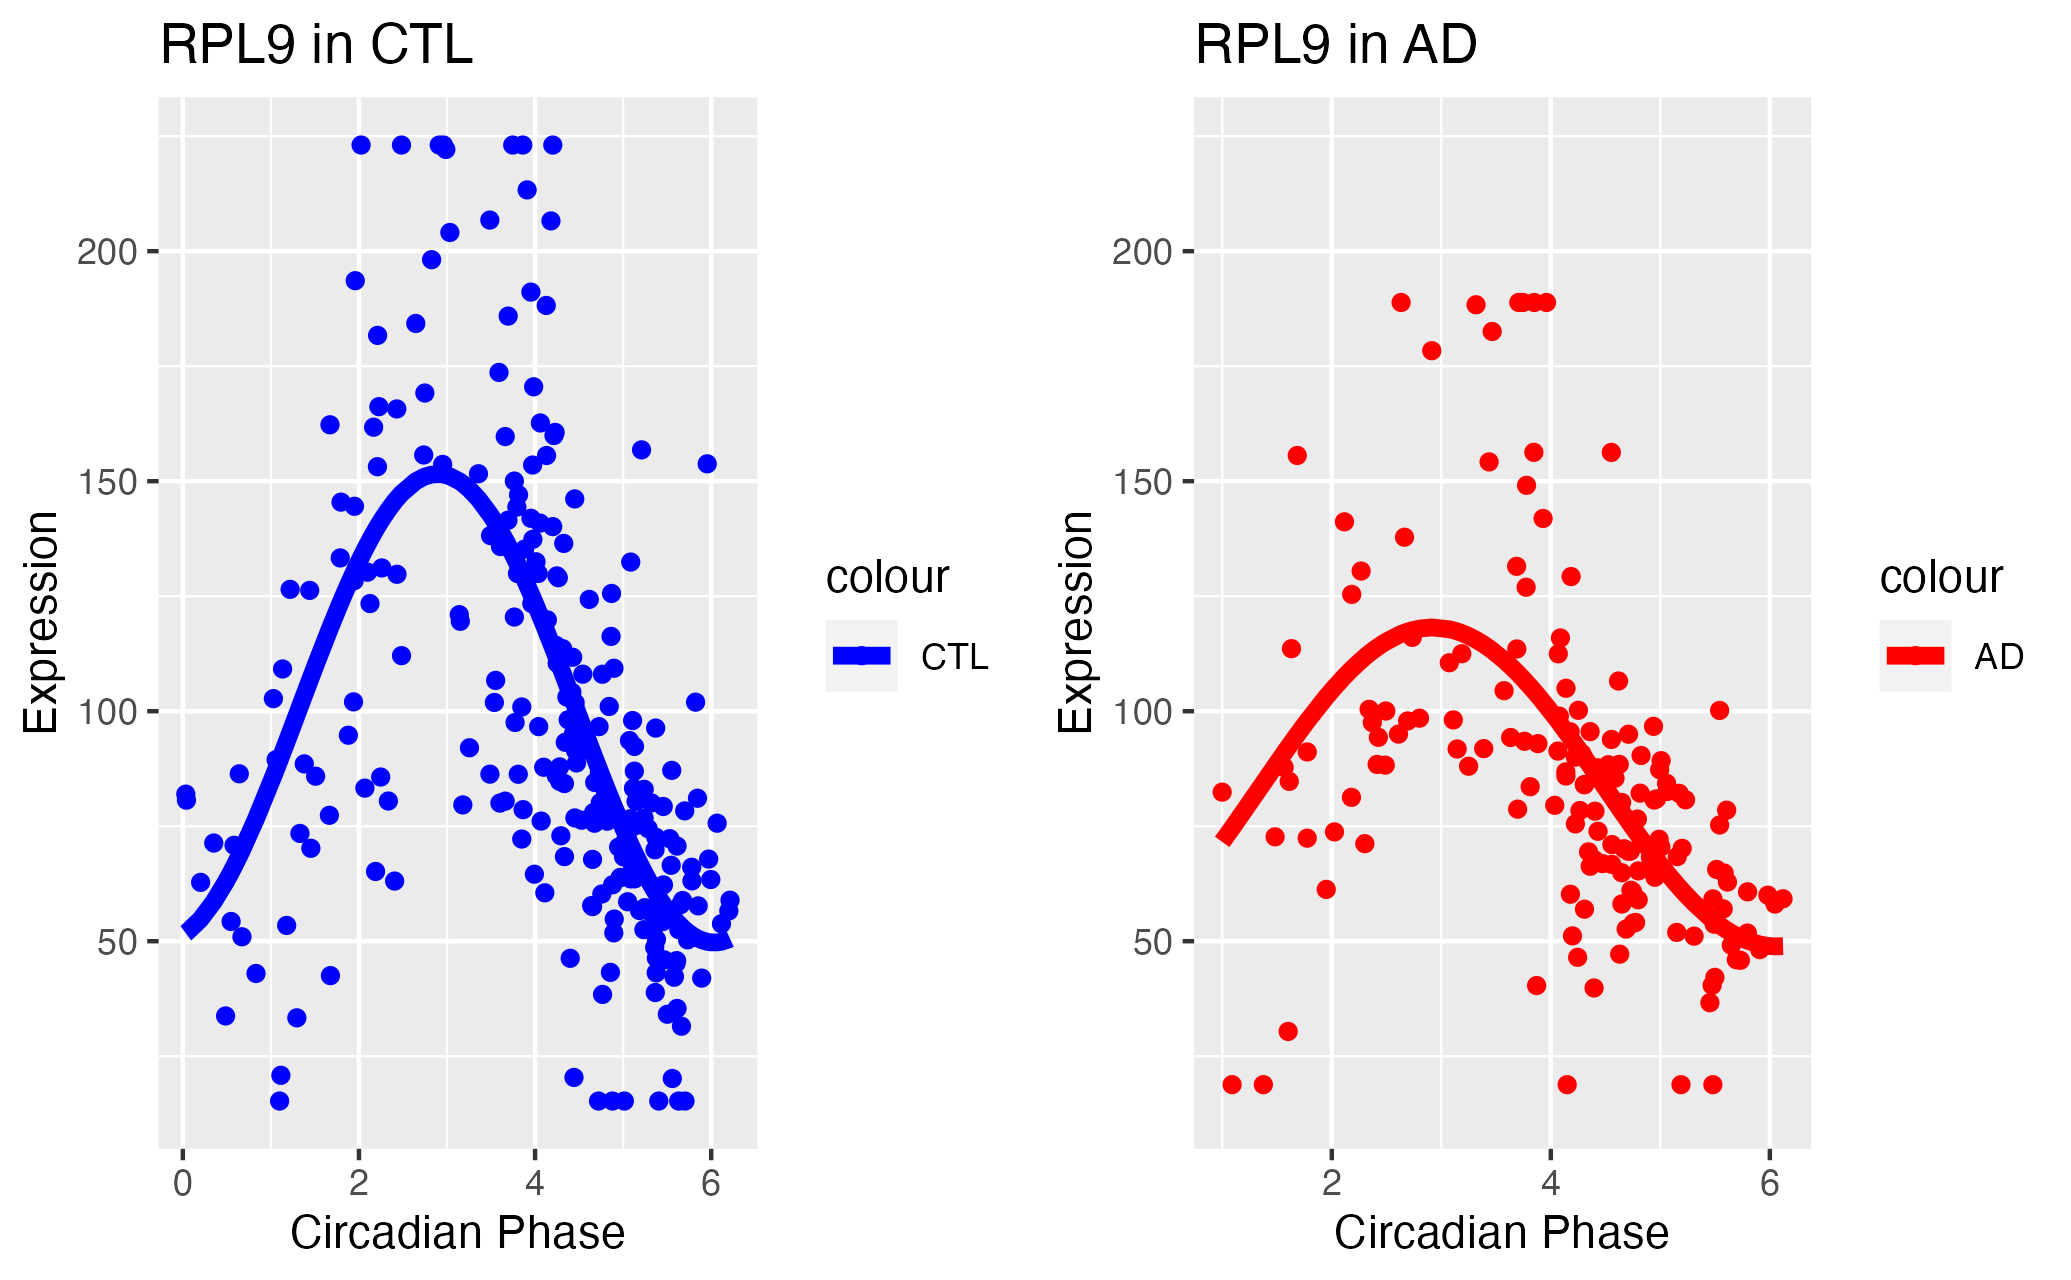 RPL9 in CTL
200
150
100
50
Expression
0 2 4 6
Circadian Phase
colour
CTL
RPL9 in AD
200
150
100
50
Expression
2 4 6
Circadian Phase
colour
AD